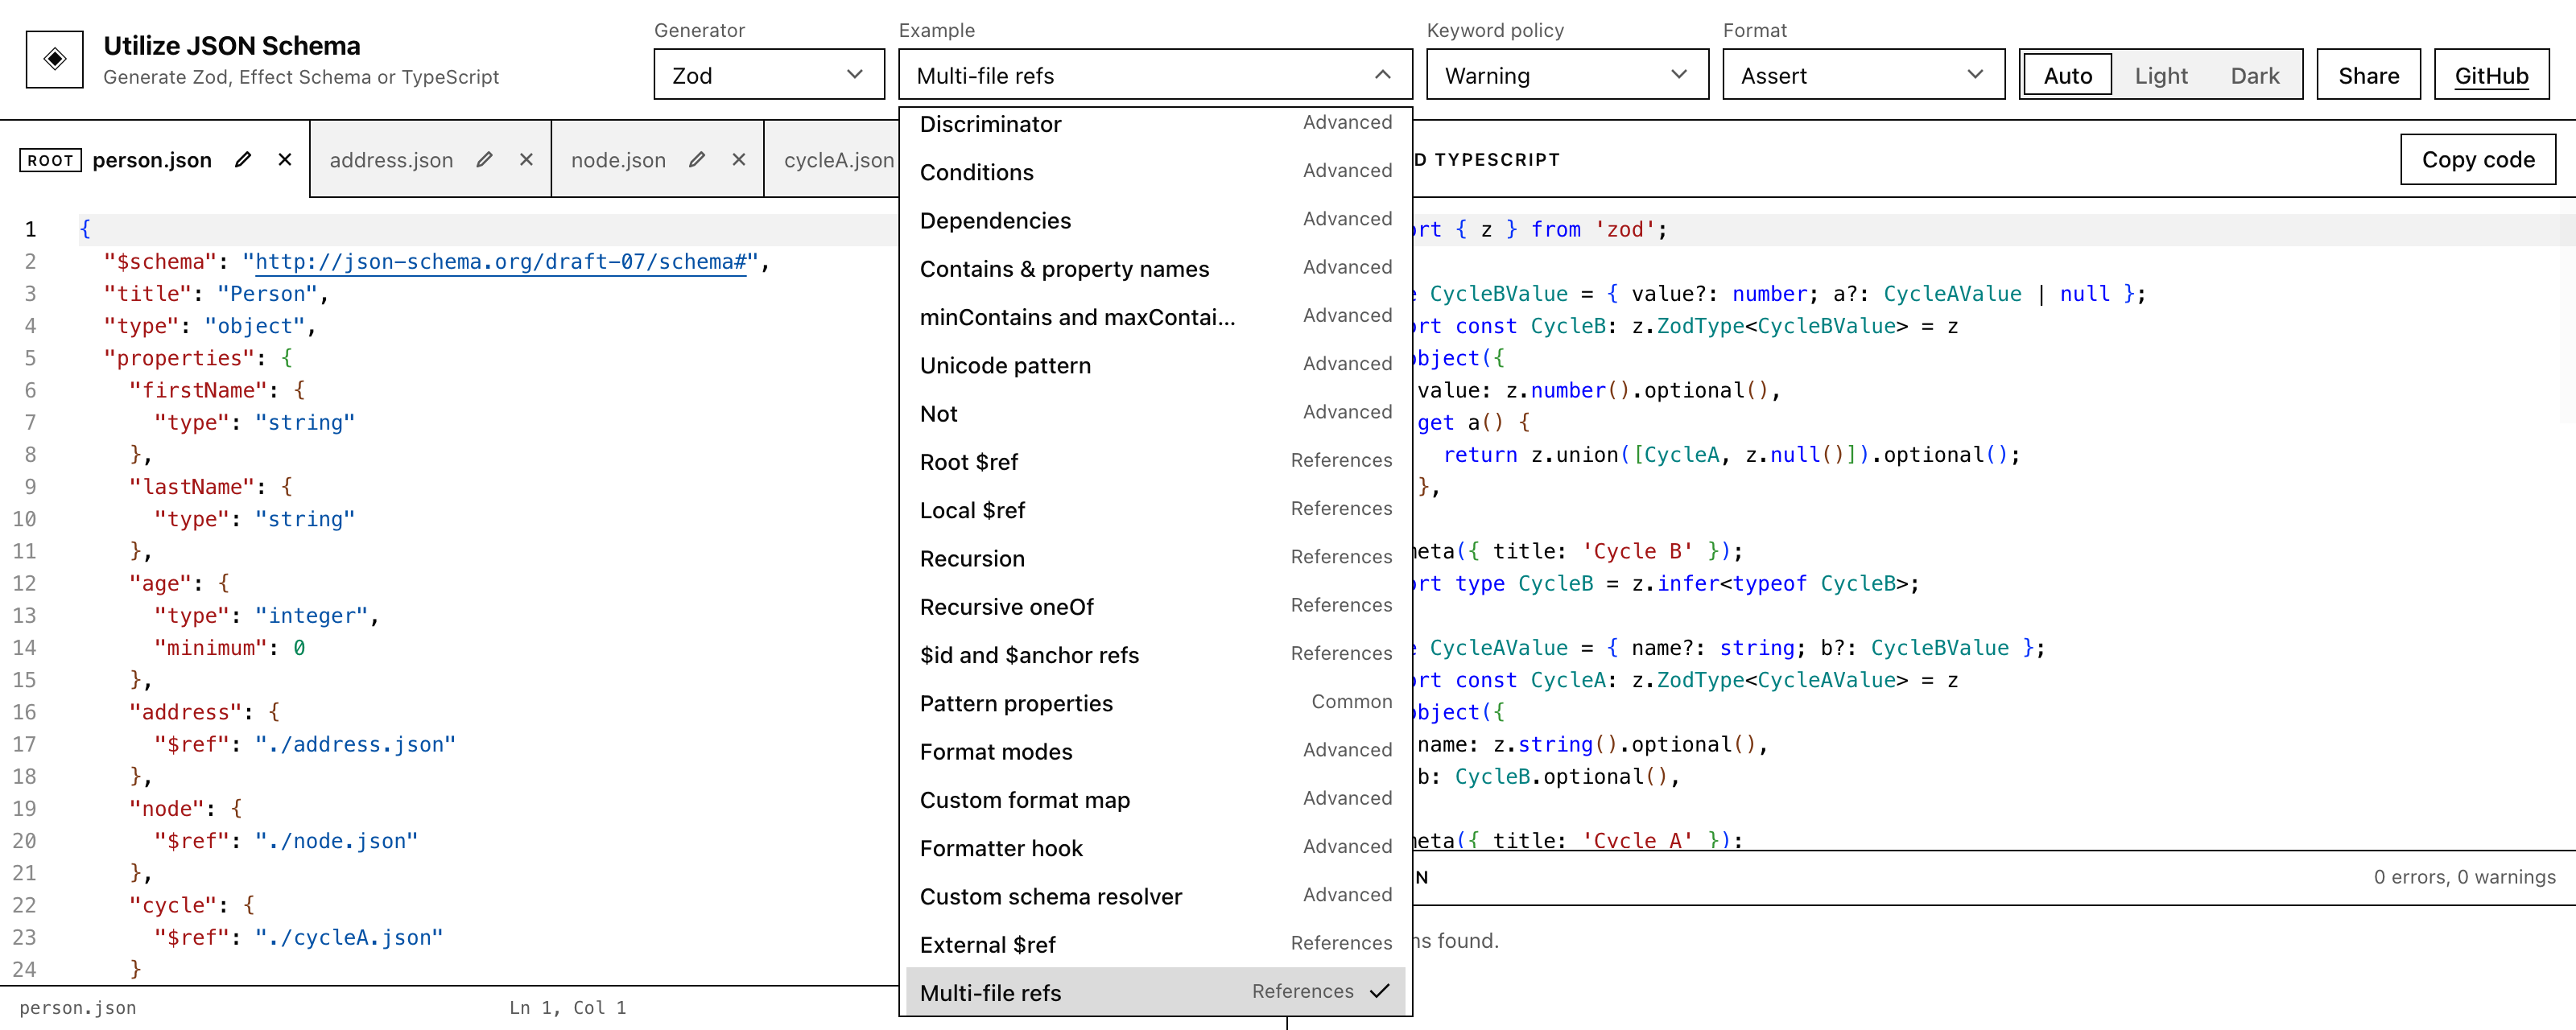 Utilize JSON Schema
Generate Zod, Effect Schema or TypeScript
Generator
Zod
Example
Multi-file refs
Keyword policy
Warning
Format
Assert
Auto
Light
Dark
Share
GitHub
ROOT person.json
address.json
node.json
cycleA.json
D TYPESCRIPT
Copy code
1 {
2 "$schema": "http://json-schema.org/draft-07/schema#",
3 "title": "Person",
4 "type": "object",
5 "properties": {
6 "firstName": {
7 "type": "string"
8 },
9 "lastName": {
10 "type": "string"
11 },
12 "age": {
13 "type": "integer",
14 "minimum": 0
15 },
16 "address": {
17 "$ref": "./address.json"
18 },
19 "node": {
20 "$ref": "./node.json"
21 },
22 "cycle": {
23 "$ref": "./cycleA.json"
24 }
person.json
Ln 1, Col 1
Discriminator Advanced
Conditions Advanced
Dependencies Advanced
Contains & property names Advanced
minContains and maxContai... Advanced
Unicode pattern Advanced
Not Advanced
Root $ref References
Local $ref References
Recursion References
Recursive oneOf References
$id and $anchor refs References
Pattern properties Common
Format modes Advanced
Custom format map Advanced
Formatter hook Advanced
Custom schema resolver Advanced
External $ref References
Multi-file refs References
rt { z } from 'zod';
CycleBValue = { value?: number; a?: CycleAValue | null };
rt const CycleB: z.ZodType<CycleBValue> = z
bject({
value: z.number().optional(),
get a() {
return z.union([CycleA, z.null()]).optional();
},
eta({ title: 'Cycle B' });
rt type CycleB = z.infer<typeof CycleB>;
CycleAValue = { name?: string; b?: CycleBValue };
rt const CycleA: z.ZodType<CycleAValue> = z
bject({
name: z.string().optional(),
b: CycleB.optional(),
eta({ title: 'Cycle A' });
N
0 errors, 0 warnings
ns found.